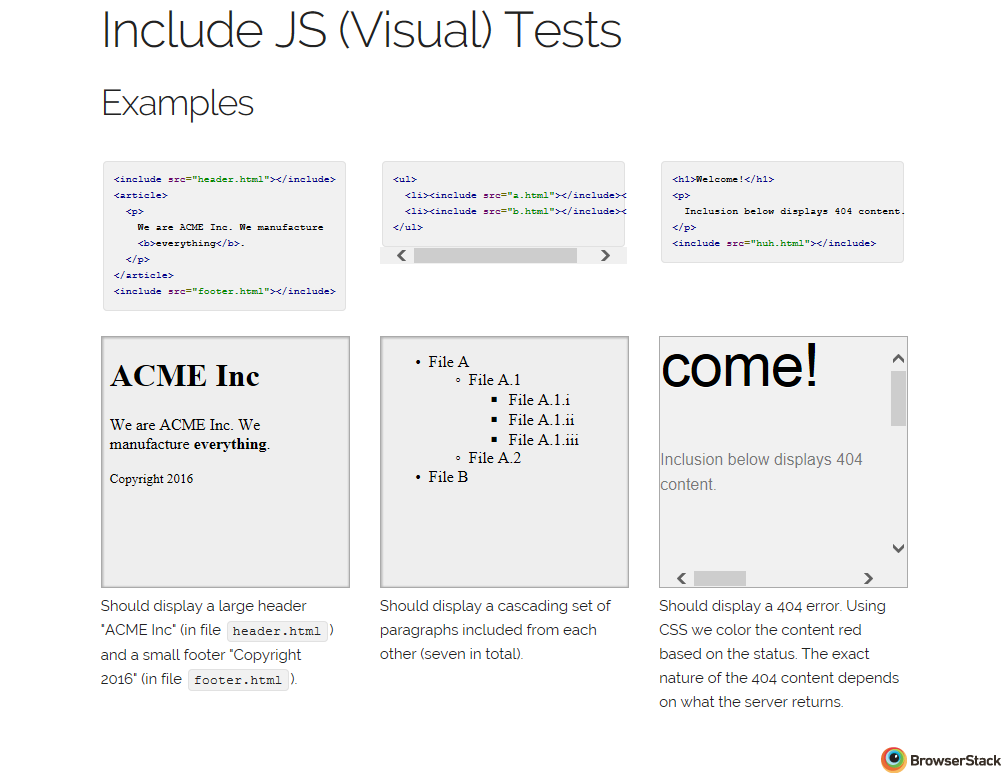 Include JS (Visual) Tests
Examples
<include src="header.html"></include>
<article>
<p>
We are ACME Inc. We manufacture
<b>everything</b>.
</p>
</article>
<include src="footer.html"></include>
<ul>
<li><include src="a.html"></include><
<li><include src="b.html"></include><
</ul>
<h1>Welcome!</h1>
<p>
Inclusion below displays 404 content.
</p>
<include src="huh.html"></include>
ACME Inc
We are ACME Inc. We
manufacture everything.
Copyright 2016
• File A
◦ File A.1
▪ File A.1.i
▪ File A.1.ii
▪ File A.1.iii
◦ File A.2
• File B
come!
Inclusion below displays 404
content.
Should display a large header
"ACME Inc" (in file header.html )
and a small footer "Copyright
2016" (in file footer.html ).
Should display a cascading set of
paragraphs included from each
other (seven in total).
Should display a 404 error. Using
CSS we color the content red
based on the status. The exact
nature of the 404 content depends
on what the server returns.
BrowserStack